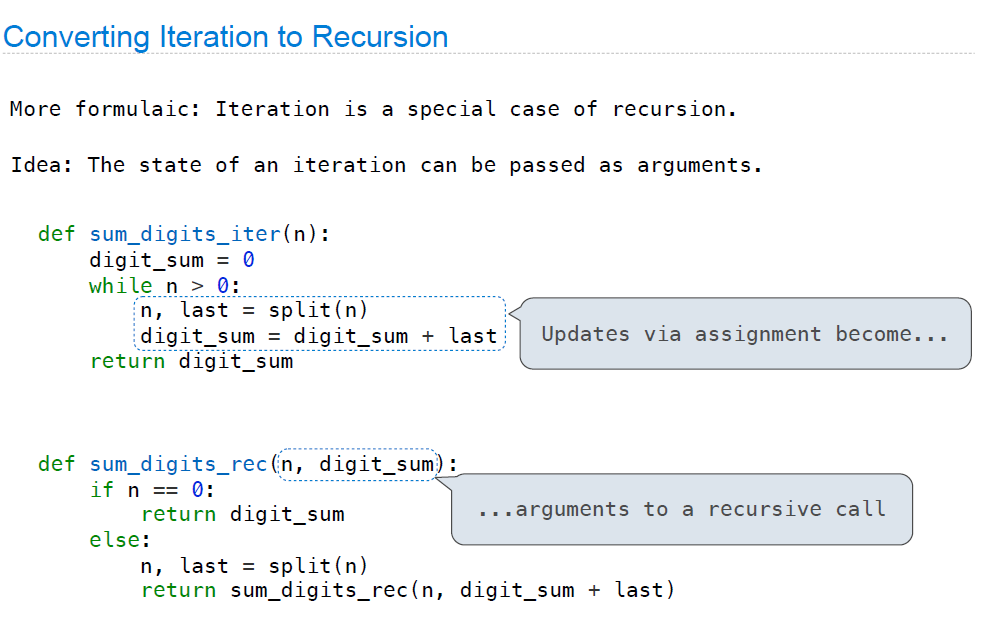 Converting Iteration to Recursion
More formulaic: Iteration is a special case of recursion.
Idea: The state of an iteration can be passed as arguments.
def sum_digits_iter(n):
    digit_sum = 0
    while n > 0:
        n, last = split(n)
        digit_sum = digit_sum + last
    return digit_sum
Updates via assignment become...
def sum_digits_rec(n, digit_sum):
    if n == 0:
        return digit_sum
    else:
        n, last = split(n)
        return sum_digits_rec(n, digit_sum + last)
...arguments to a recursive call